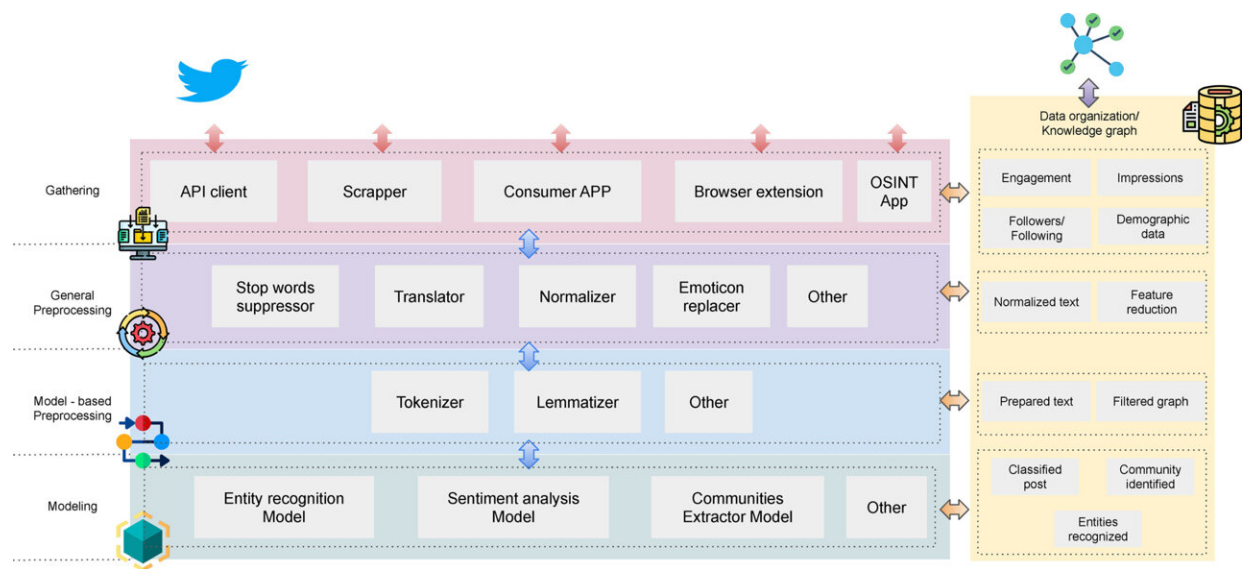 Data organization/
Knowledge graph
Gathering
API client
Scrapper
Consumer APP
Browser extension
OSINT
App
Engagement
Impressions
Followers/
Following
Demographic
data
General
Preprocessing
Stop words
suppressor
Translator
Normalizer
Emoticon
replacer
Other
Normalized text
Feature
reduction
Model - based
Preprocessing
Tokenizer
Lemmatizer
Other
Prepared text
Filtered graph
Modeling
Entity recognition
Model
Sentiment analysis
Model
Communities
Extractor Model
Other
Classified
post
Community
identified
Entities
recognized